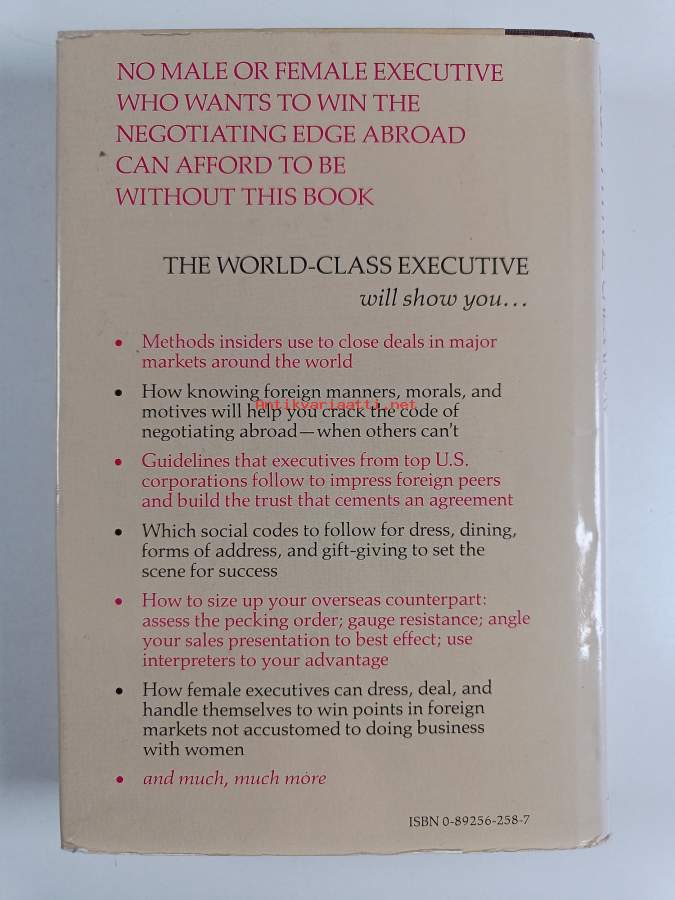 NO MALE OR FEMALE EXECUTIVE
WHO WANTS TO WIN THE
NEGOTIATING EDGE ABROAD
CAN AFFORD TO BE
WITHOUT THIS BOOK
THE WORLD-CLASS EXECUTIVE
will show you...
• Methods insiders use to close deals in major
markets around the world
• How knowing foreign manners, morals, and
Antikvariaatti.net
motives will help you crack the code of
negotiating abroad—when others can't
• Guidelines that executives from top U.S.
corporations follow to impress foreign peers
and build the trust that cements an agreement
• Which social codes to follow for dress, dining,
forms of address, and gift-giving to set the
scene for success
• How to size up your overseas counterpart:
assess the pecking order; gauge resistance; angle
your sales presentation to best effect; use
interpreters to your advantage
• How female executives can dress, deal, and
handle themselves to win points in foreign
markets not accustomed to doing business
with women
• and much, much more
ISBN 0-89256-258-7